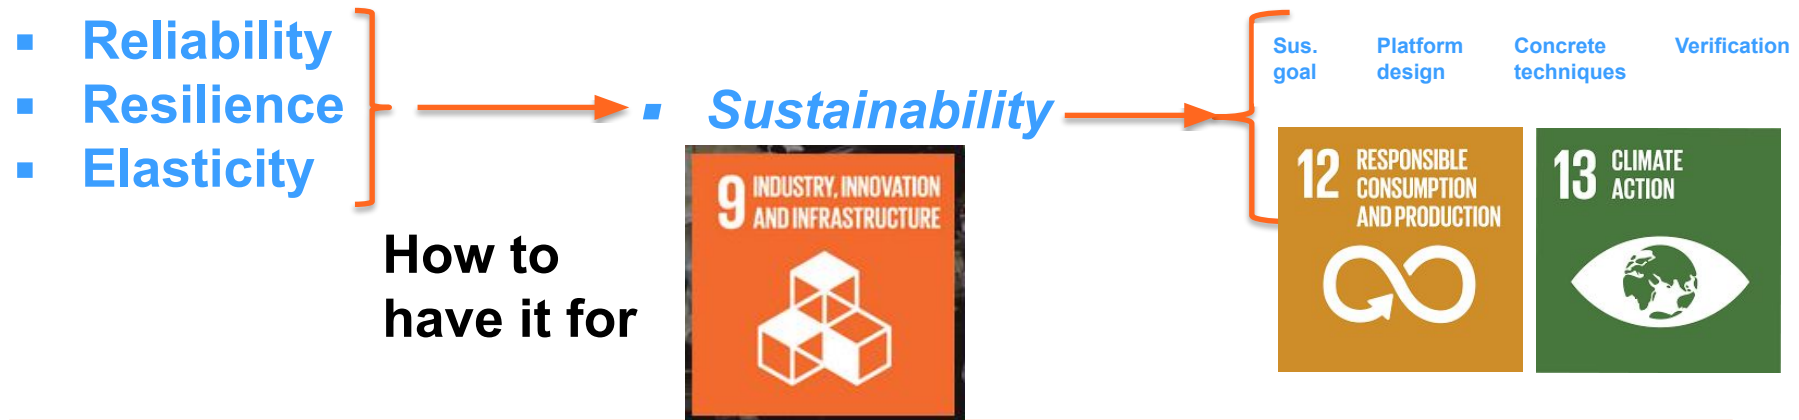 ▪ Reliability
▪ Resilience
▪ Elasticity
How to
have it for
▪ Sustainability
9 INDUSTRY, INNOVATION
AND INFRASTRUCTURE
Sus.
goal
Platform
design
Concrete
techniques
Verification
12 RESPONSIBLE
CONSUMPTION
AND PRODUCTION
13 CLIMATE
ACTION